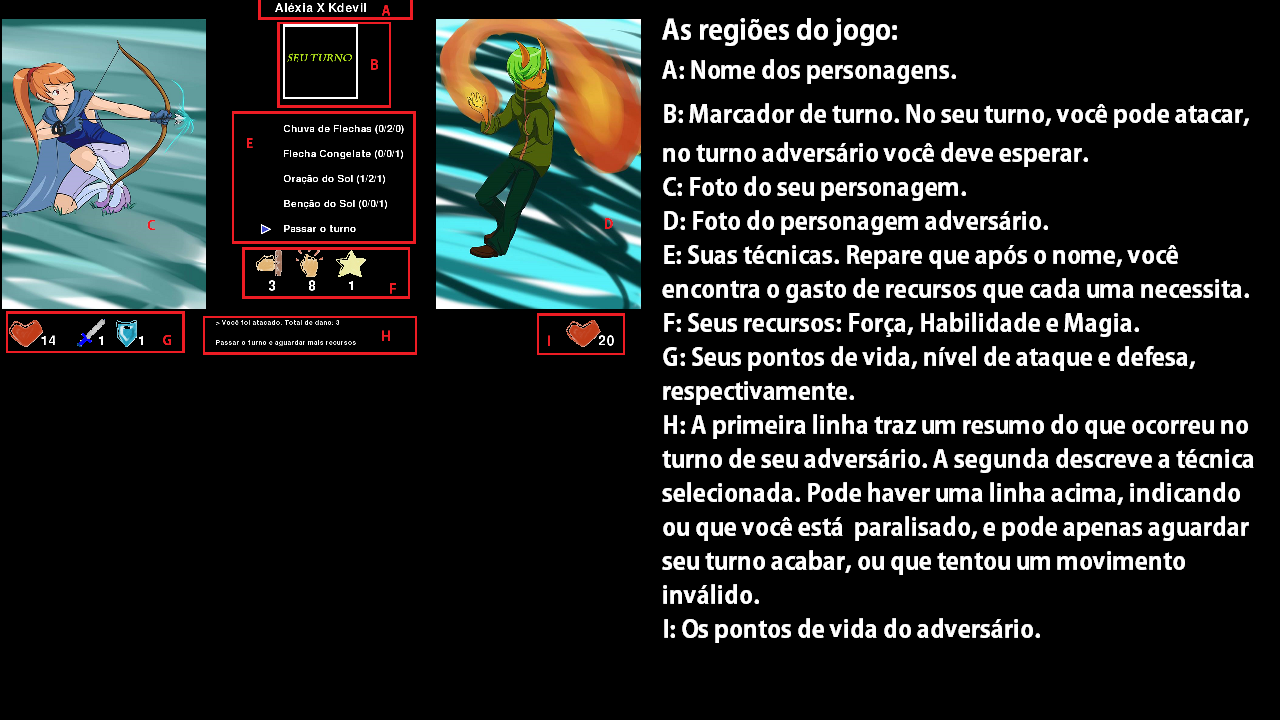 Aléxia X Kdevil
A
SEU TURNO
B
E
Chuva de Flechas (0/2/0)
Flecha Congelate (0/0/1)
Oração do Sol (1/2/1)
Benção do Sol (0/0/1)
Passar o turno
C
D
3 8 1
F
14 1 1 G
> Você foi atacado. Total de dano: 3
Passar o turno e aguardar mais recursos
H
I 20
As regiões do jogo:
A: Nome dos personagens.
B: Marcador de turno. No seu turno, você pode atacar,
no turno adversário você deve esperar.
C: Foto do seu personagem.
D: Foto do personagem adversário.
E: Suas técnicas. Repare que após o nome, você
encontra o gasto de recursos que cada uma necessita.
F: Seus recursos: Força, Habilidade e Magia.
G: Seus pontos de vida, nível de ataque e defesa,
respectivamente.
H: A primeira linha traz um resumo do que ocorreu no
turno de seu adversário. A segunda descreve a técnica
selecionada. Pode haver uma linha acima, indicando
ou que você está  paralisado, e pode apenas aguardar
seu turno acabar, ou que tentou um movimento
inválido.
I: Os pontos de vida do adversário.